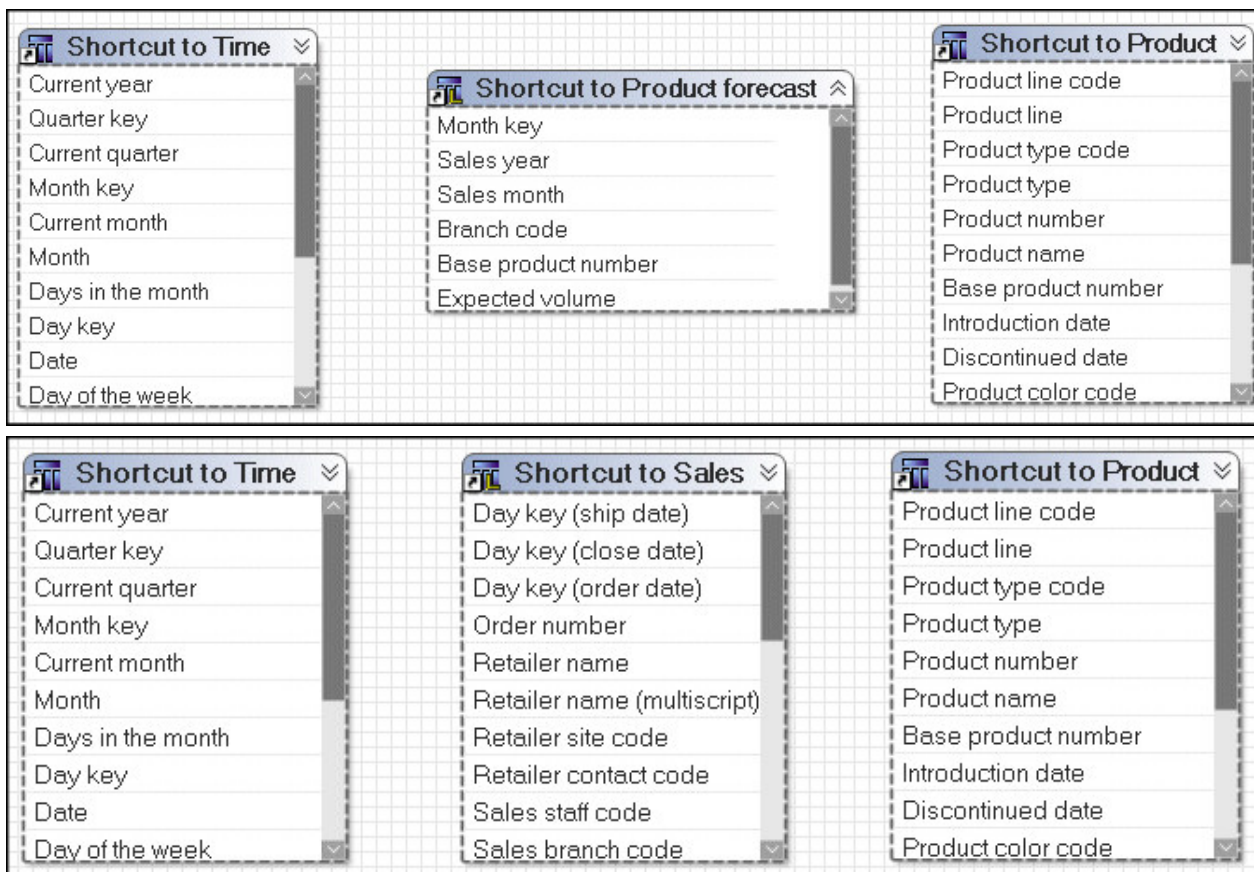 Shortcut to Time
Current year
Quarter key
Current quarter
Month key
Current month
Month
Days in the month
Day key
Date
Day of the week
Shortcut to Product forecast
Month key
Sales year
Sales month
Branch code
Base product number
Expected volume
Shortcut to Product
Product line code
Product line
Product type code
Product type
Product number
Product name
Base product number
Introduction date
Discontinued date
Product color code
Shortcut to Time
Current year
Quarter key
Current quarter
Month key
Current month
Month
Days in the month
Day key
Date
Day of the week
Shortcut to Sales
Day key (ship date)
Day key (close date)
Day key (order date)
Order number
Retailer name
Retailer name (multiscript)
Retailer site code
Retailer contact code
Sales staff code
Sales branch code
Shortcut to Product
Product line code
Product line
Product type code
Product type
Product number
Product name
Base product number
Introduction date
Discontinued date
Product color code